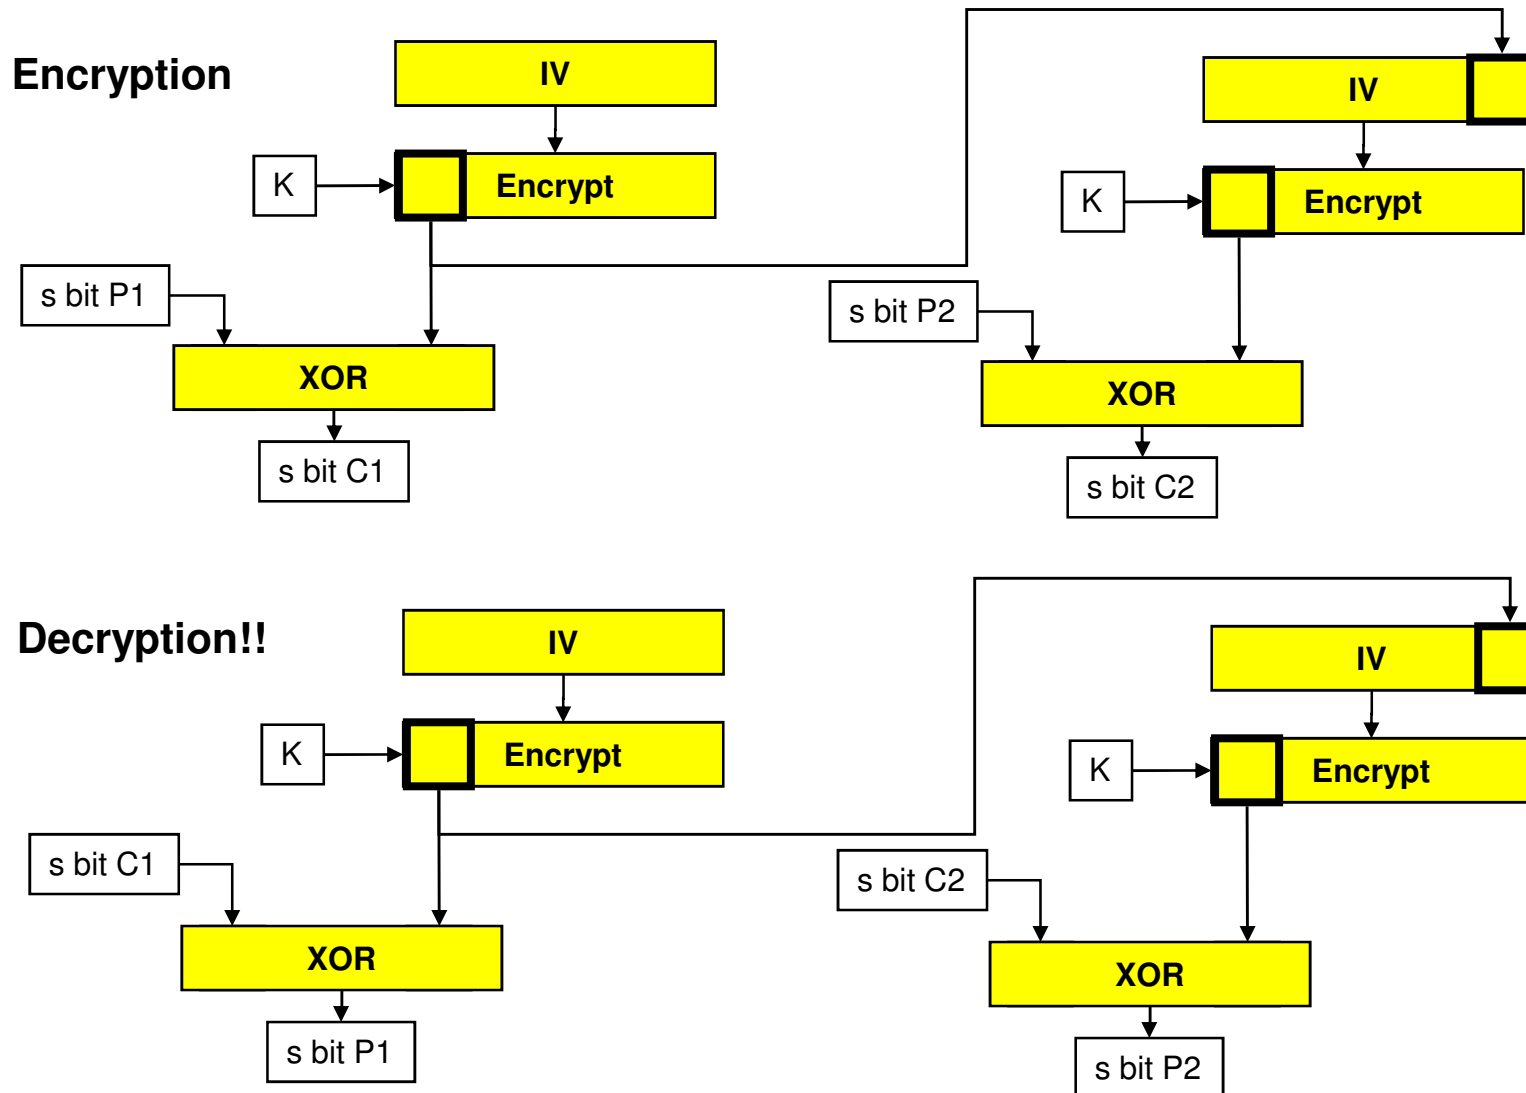 Encryption
IV
IV
K
Encrypt
K
Encrypt
s bit P1
s bit P2
XOR
XOR
s bit C1
s bit C2
Decryption!!
IV
IV
K
Encrypt
K
Encrypt
s bit C1
s bit C2
XOR
XOR
s bit P1
s bit P2